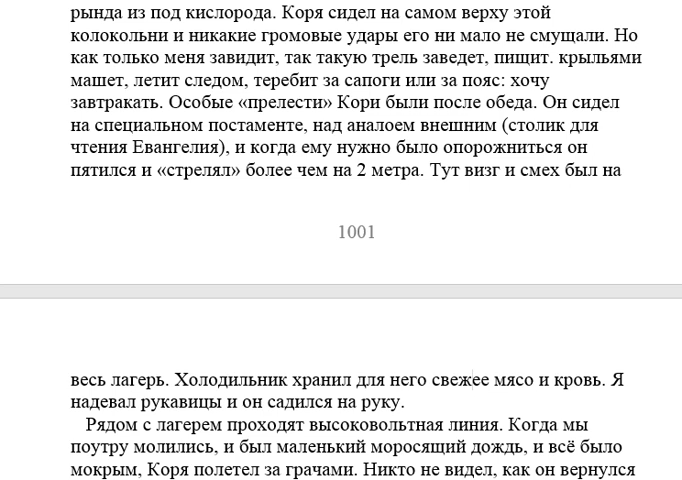 рында из под кислорода. Коря сидел на самом верху этой
колокольни и никакие громовые удары его ни мало не смущали. Но
как только меня завидит, так такую трель заведет, пищит. крыльями
машет, летит следом, теребит за сапоги или за пояс: хочу
завтракать. Особые «прелести» Кори были после обеда. Он сидел
на специальном постаменте, над аналоем внешним (столик для
чтения Евангелия), и когда ему нужно было опорожниться он
пятился и «стрелял» более чем на 2 метра. Тут визг и смех был на
1001
весь лагерь. Холодильник хранил для него свежее мясо и кровь. Я
надевал рукавицы и он садился на руку.
Рядом с лагерем проходят высоковольтная линия. Когда мы
поутру молились, и был маленький моросящий дождь, и всё было
мокрым, Коря полетел за грачами. Никто не видел, как он вернулся